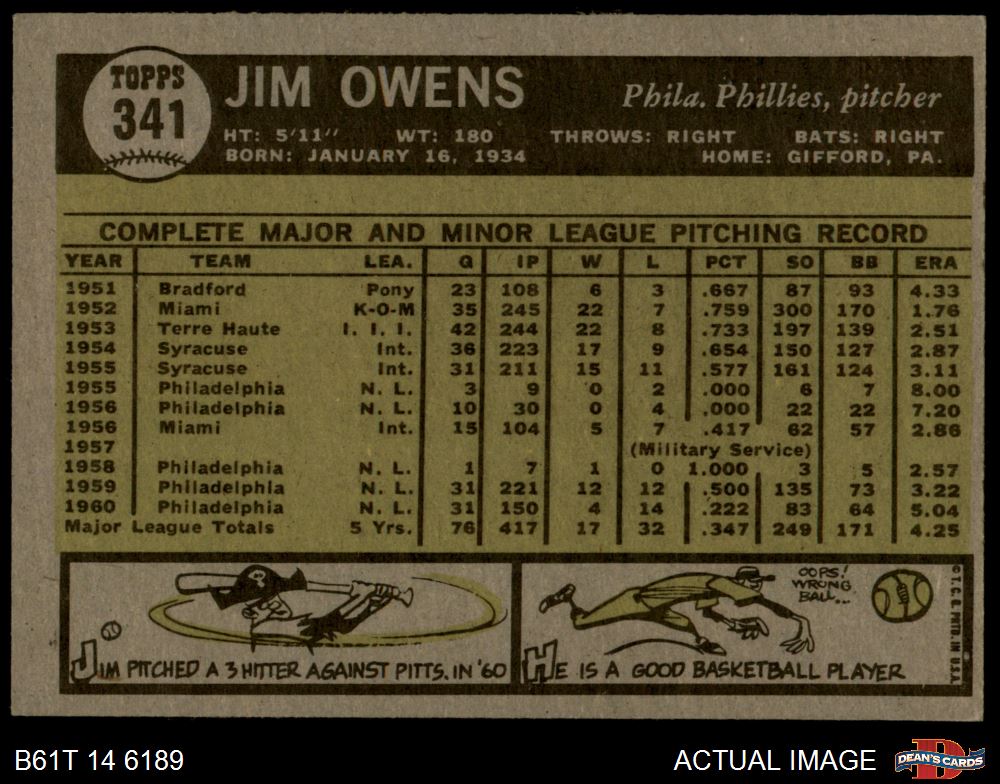 TOPPS
341
JIM OWENS
Phila. Phillies, pitcher
HT: 5'11" WT: 180 THROWS: RIGHT BATS: RIGHT
BORN: JANUARY 16, 1934 HOME: GIFFORD, PA.
COMPLETE MAJOR AND MINOR LEAGUE PITCHING RECORD
YEAR TEAM LEA. G IP W L PCT SO BB ERA
1951 Bradford Pony 23 108 6 3 .667 87 93 4.33
1952 Miami K-O-M 35 245 22 7 .759 300 170 1.76
1953 Terre Haute I. I. I. 42 244 22 8 .733 197 139 2.51
1954 Syracuse Int. 36 223 17 9 .654 150 127 2.87
1955 Syracuse Int. 31 211 15 11 .577 161 124 3.11
1955 Philadelphia N. L. 3 9 0 2 .000 6 7 8.00
1956 Philadelphia N. L. 10 30 0 4 .000 22 22 7.20
1956 Miami Int. 15 104 5 7 .417 62 57 2.86
1957 (Military Service)
1958 Philadelphia N. L. 1 7 1 0 1.000 3 5 2.57
1959 Philadelphia N. L. 31 221 12 12 .500 135 73 3.22
1960 Philadelphia N. L. 31 150 4 14 .222 83 64 5.04
Major League Totals 5 Yrs. 76 417 17 32 .347 249 171 4.25
P
JIM PITCHED A 3 HITTER AGAINST PITTS. IN '60
OOPS!
WRONG
BALL...
HE IS A GOOD BASKETBALL PLAYER
© T.C.G. PRTD. IN U.S.A.
B61T 14 6189
ACTUAL IMAGE
D
DEAN'S CARDS